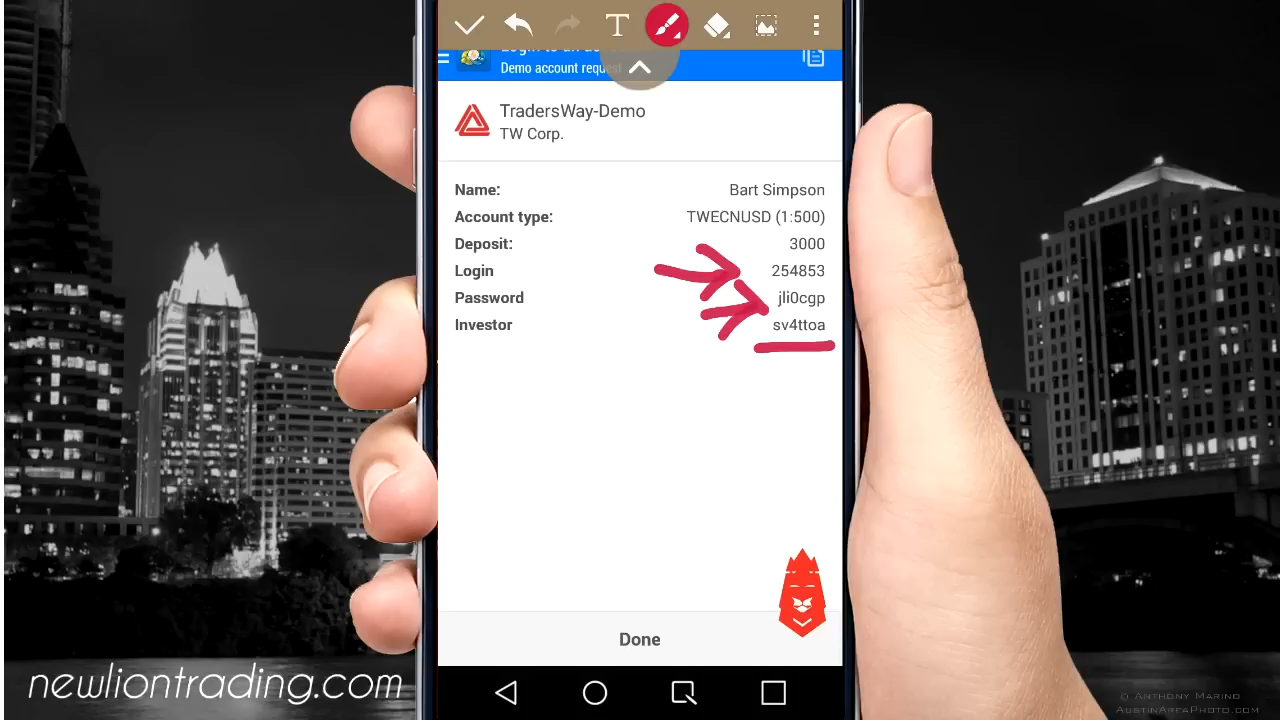 T
Demo account request
TradersWay-Demo
TW Corp.
Name: Bart Simpson
Account type: TWECNUSD (1:500)
Deposit: 3000
Login 254853
Password jli0cgp
Investor sv4ttoa
Done
newliontrading.com
© Anthony Marino
AustinAreaPhoto.com